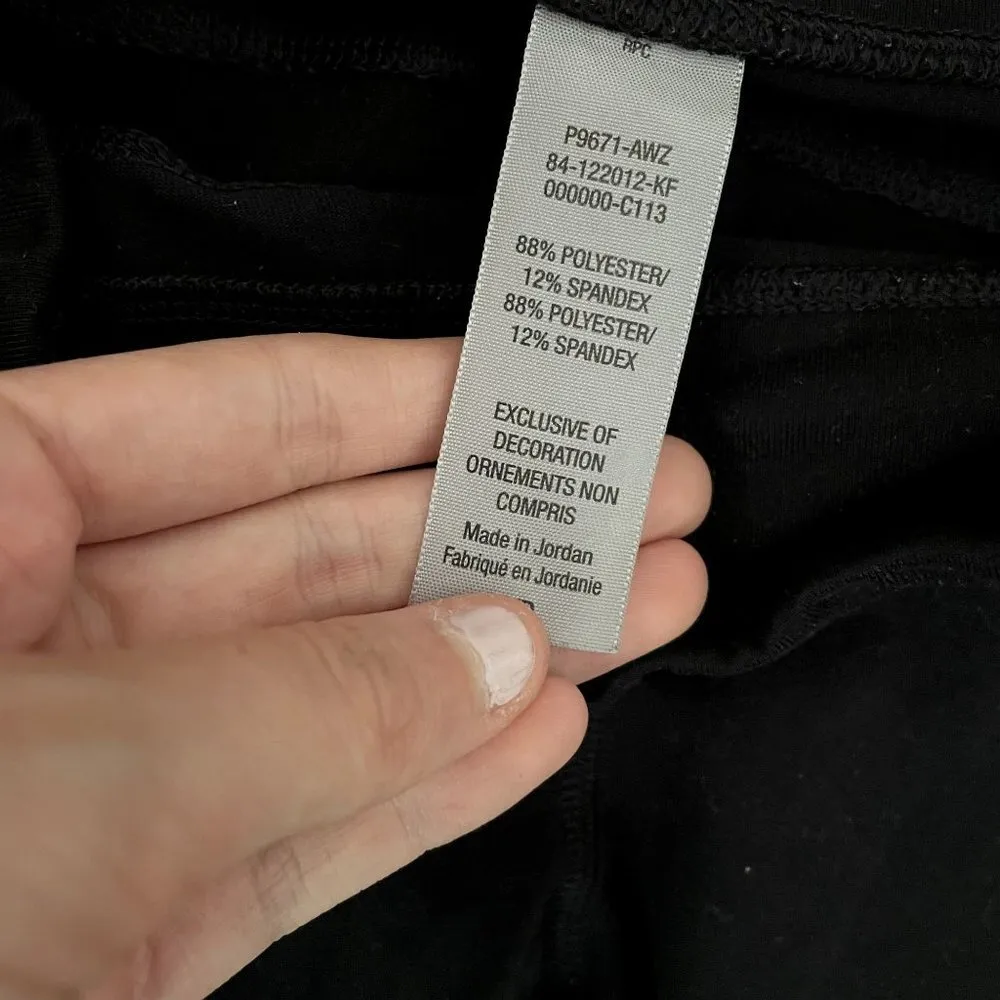 RPC
P9671-AWZ
84-122012-KF
000000-C113
88% POLYESTER/
12% SPANDEX
88% POLYESTER/
12% SPANDEX
EXCLUSIVE OF
DECORATION
ORNEMENTS NON
COMPRIS
Made in Jordan
Fabriqué en Jordanie